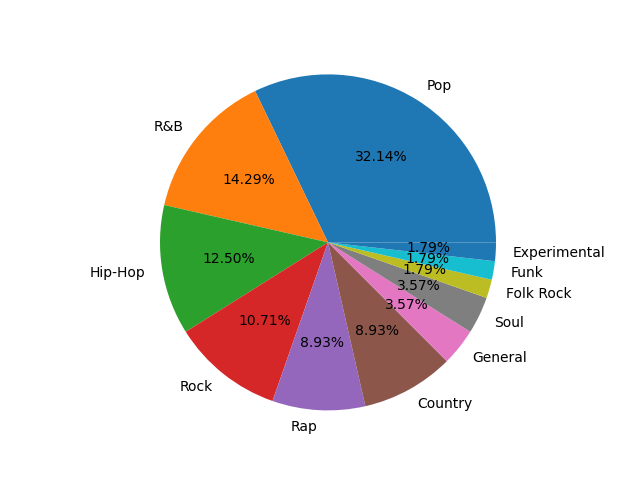 Pop
32.14%
R&B
14.29%
Hip-Hop
12.50%
Rock
10.71%
Rap
8.93%
Country
8.93%
General
3.57%
Soul
3.57%
Folk Rock
1.79%
Funk
1.79%
Experimental
1.79%